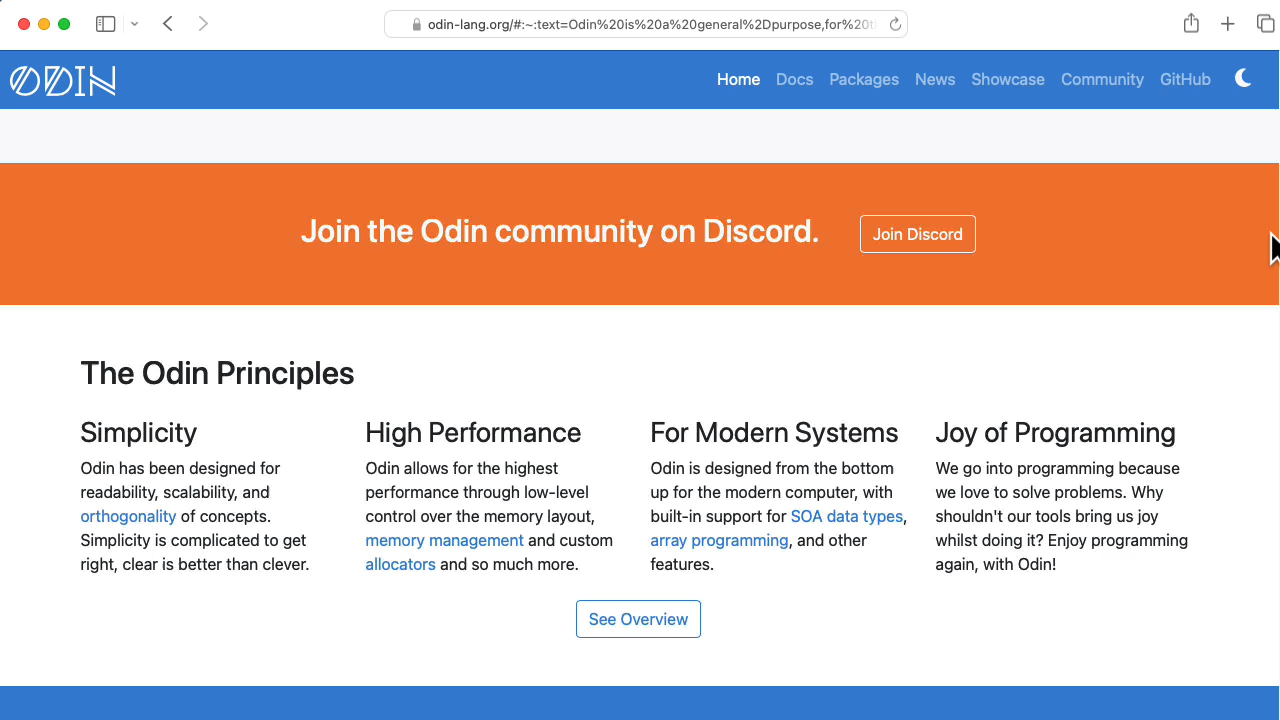 odin-lang.org/#:~:text=Odin%20is%20a%20general%2Dpurpose,for%20t
ODIN
Home Docs Packages News Showcase Community GitHub
Join the Odin community on Discord.
Join Discord
The Odin Principles
Simplicity
Odin has been designed for
readability, scalability, and
orthogonality of concepts.
Simplicity is complicated to get
right, clear is better than clever.
High Performance
Odin allows for the highest
performance through low-level
control over the memory layout,
memory management and custom
allocators and so much more.
For Modern Systems
Odin is designed from the bottom
up for the modern computer, with
built-in support for SOA data types,
array programming, and other
features.
Joy of Programming
We go into programming because
we love to solve problems. Why
shouldn't our tools bring us joy
whilst doing it? Enjoy programming
again, with Odin!
See Overview